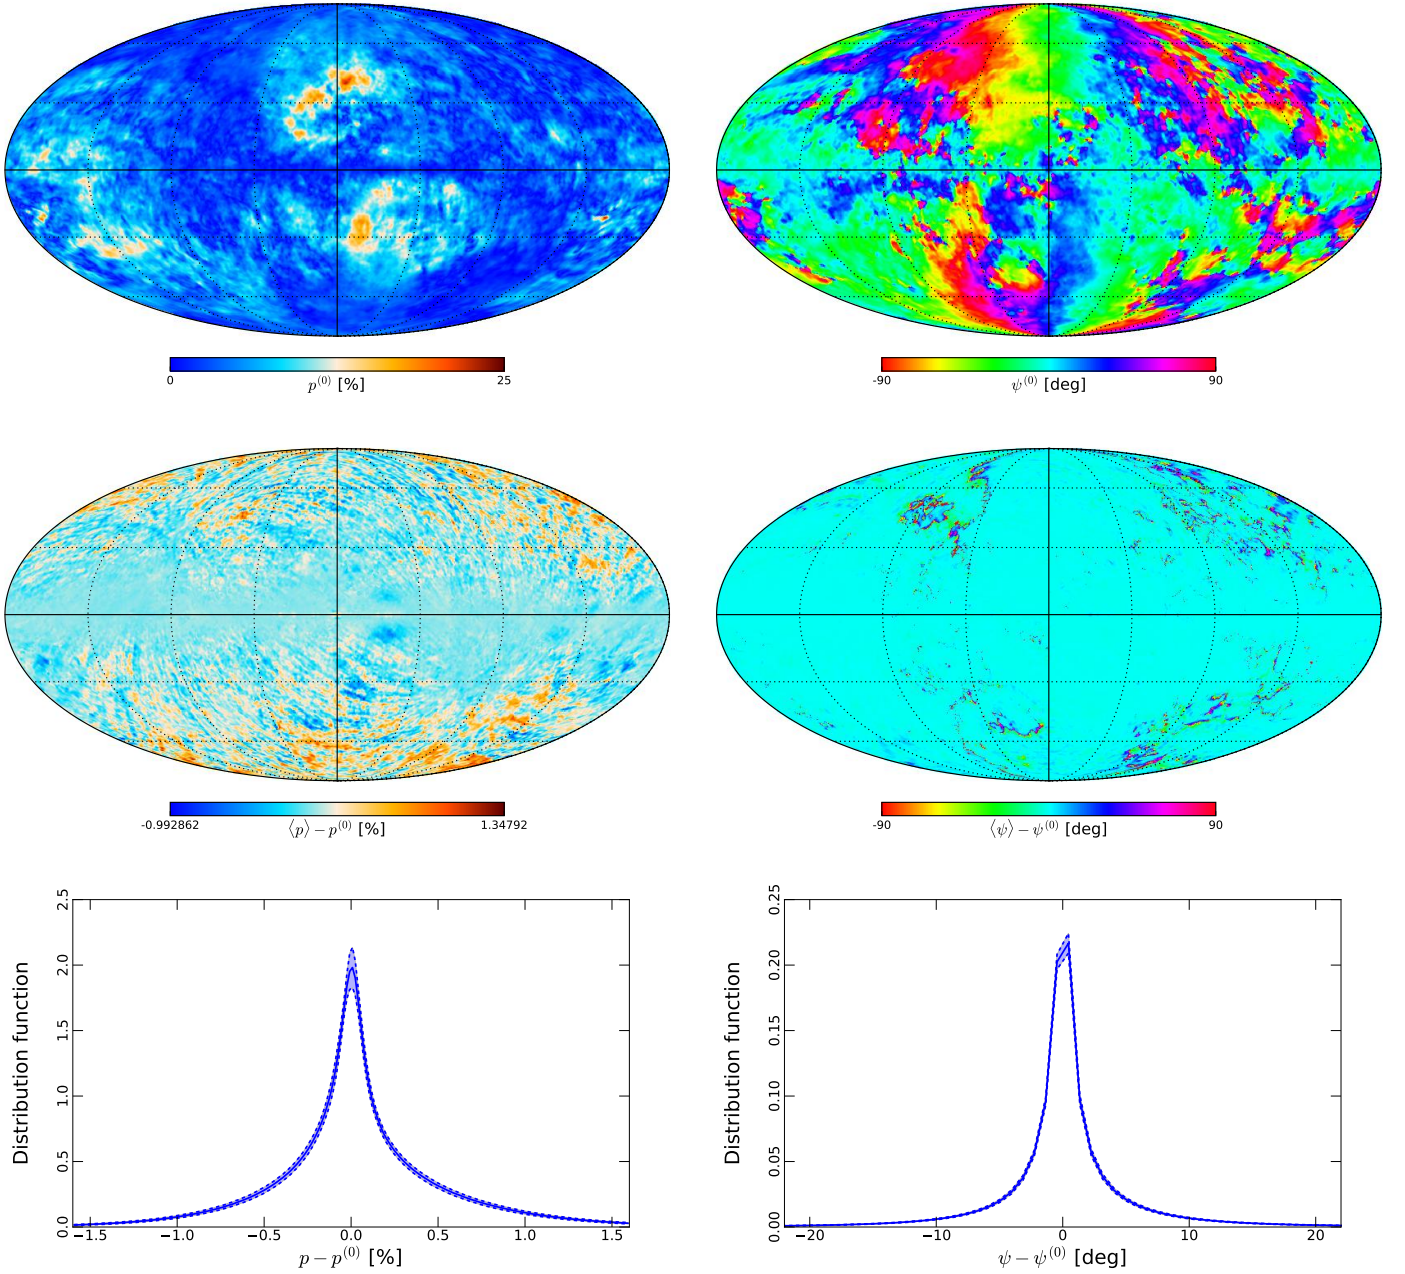 0 25
p⁽⁰⁾ [%]
-90 90
ψ⁽⁰⁾ [deg]
-0.992862 1.34792
⟨p⟩ − p⁽⁰⁾ [%]
-90 90
⟨ψ⟩ − ψ⁽⁰⁾ [deg]
Distribution function
2.5
2.0
1.5
1.0
0.5
0.0
−1.5 −1.0 −0.5 0.0 0.5 1.0 1.5
p − p⁽⁰⁾ [%]
Distribution function
0.25
0.20
0.15
0.10
0.05
0.00
−20 −10 0 10 20
ψ − ψ⁽⁰⁾ [deg]